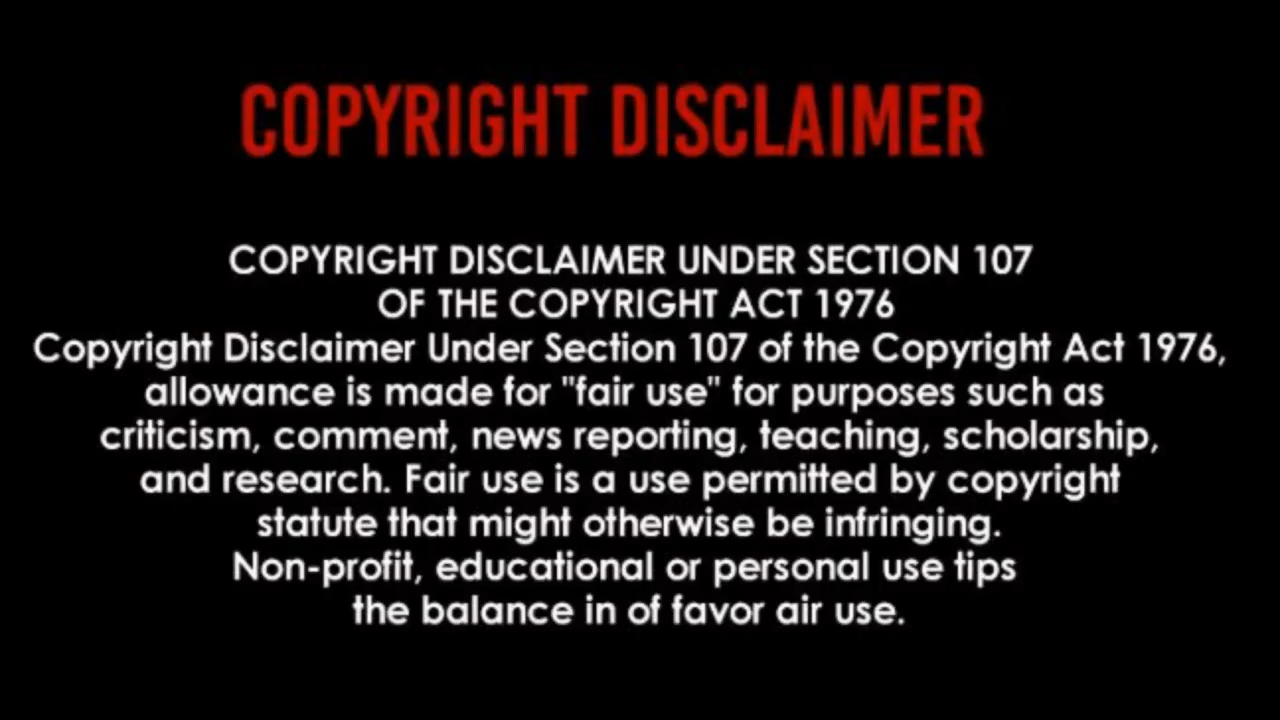 COPYRIGHT DISCLAIMER
COPYRIGHT DISCLAIMER UNDER SECTION 107
OF THE COPYRIGHT ACT 1976
Copyright Disclaimer Under Section 107 of the Copyright Act 1976,
allowance is made for "fair use" for purposes such as
criticism, comment, news reporting, teaching, scholarship,
and research. Fair use is a use permitted by copyright
statute that might otherwise be infringing.
Non-profit, educational or personal use tips
the balance in of favor air use.